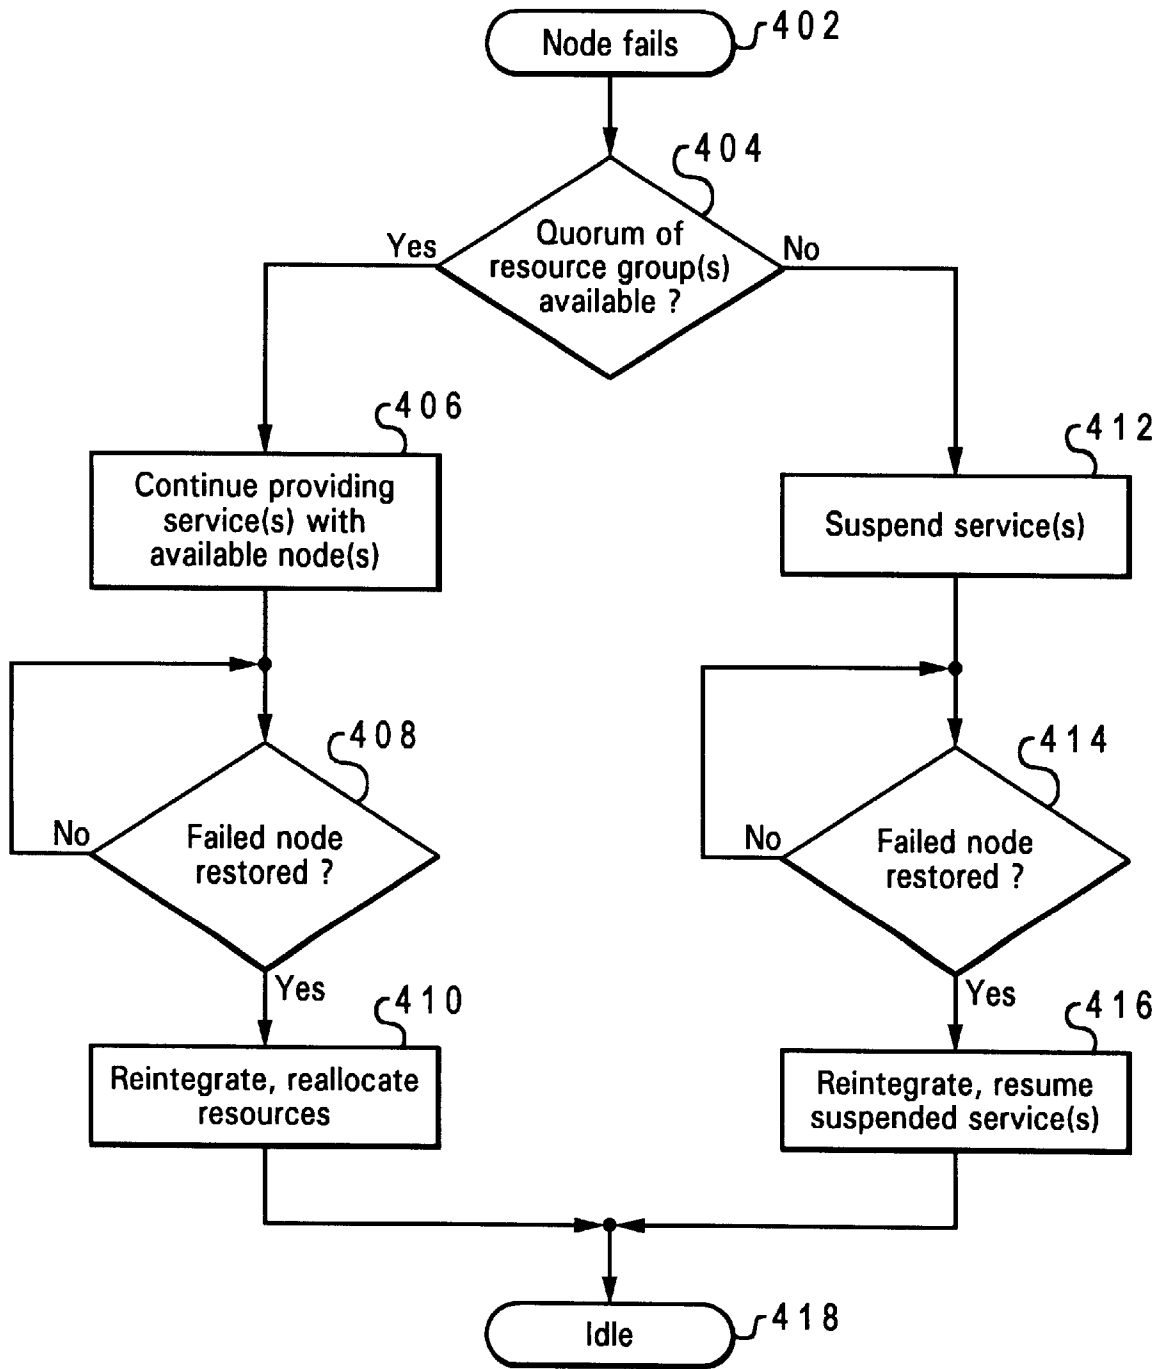 Node fails
402
404
Quorum of
resource group(s)
available ?
Yes
No
406
Continue providing
service(s) with
available node(s)
412
Suspend service(s)
408
Failed node
restored ?
No
Yes
414
Failed node
restored ?
No
Yes
410
Reintegrate, reallocate
resources
416
Reintegrate, resume
suspended service(s)
Idle
418